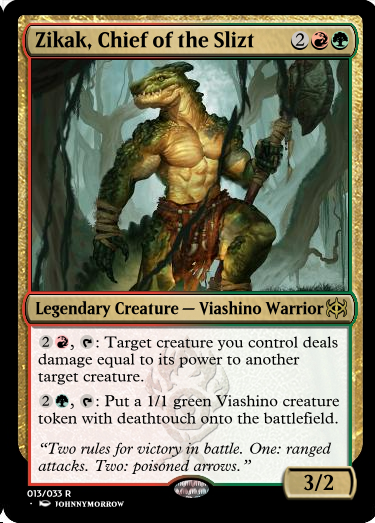 Zikak, Chief of the Slizt 2
Legendary Creature — Viashino Warrior
2 , : Target creature you control deals
damage equal to its power to another
target creature.
2 , : Put a 1/1 green Viashino creature
token with deathtouch onto the battlefield.
“Two rules for victory in battle. One: ranged
attacks. Two: poisoned arrows.”
3/2
013/033 R
• JOHNNYMORROW